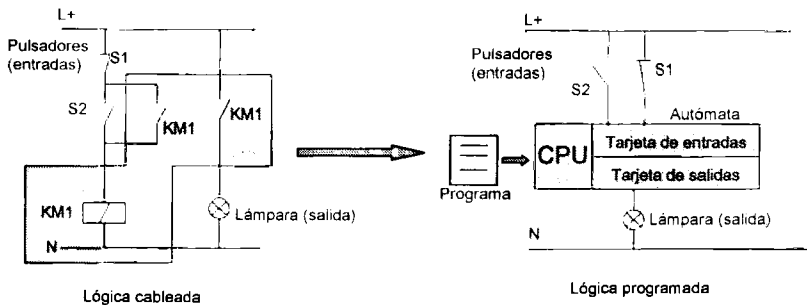 L+
Pulsadores
(entradas)
S1
S2
KM1
KM1
KM1
Lámpara (salida)
N
Lógica cableada
L+
Pulsadores
(entradas)
S1
S2
Autómata
Programa
CPU
Tarjeta de entradas
Tarjeta de salidas
Lámpara (salida)
N
Lógica programada